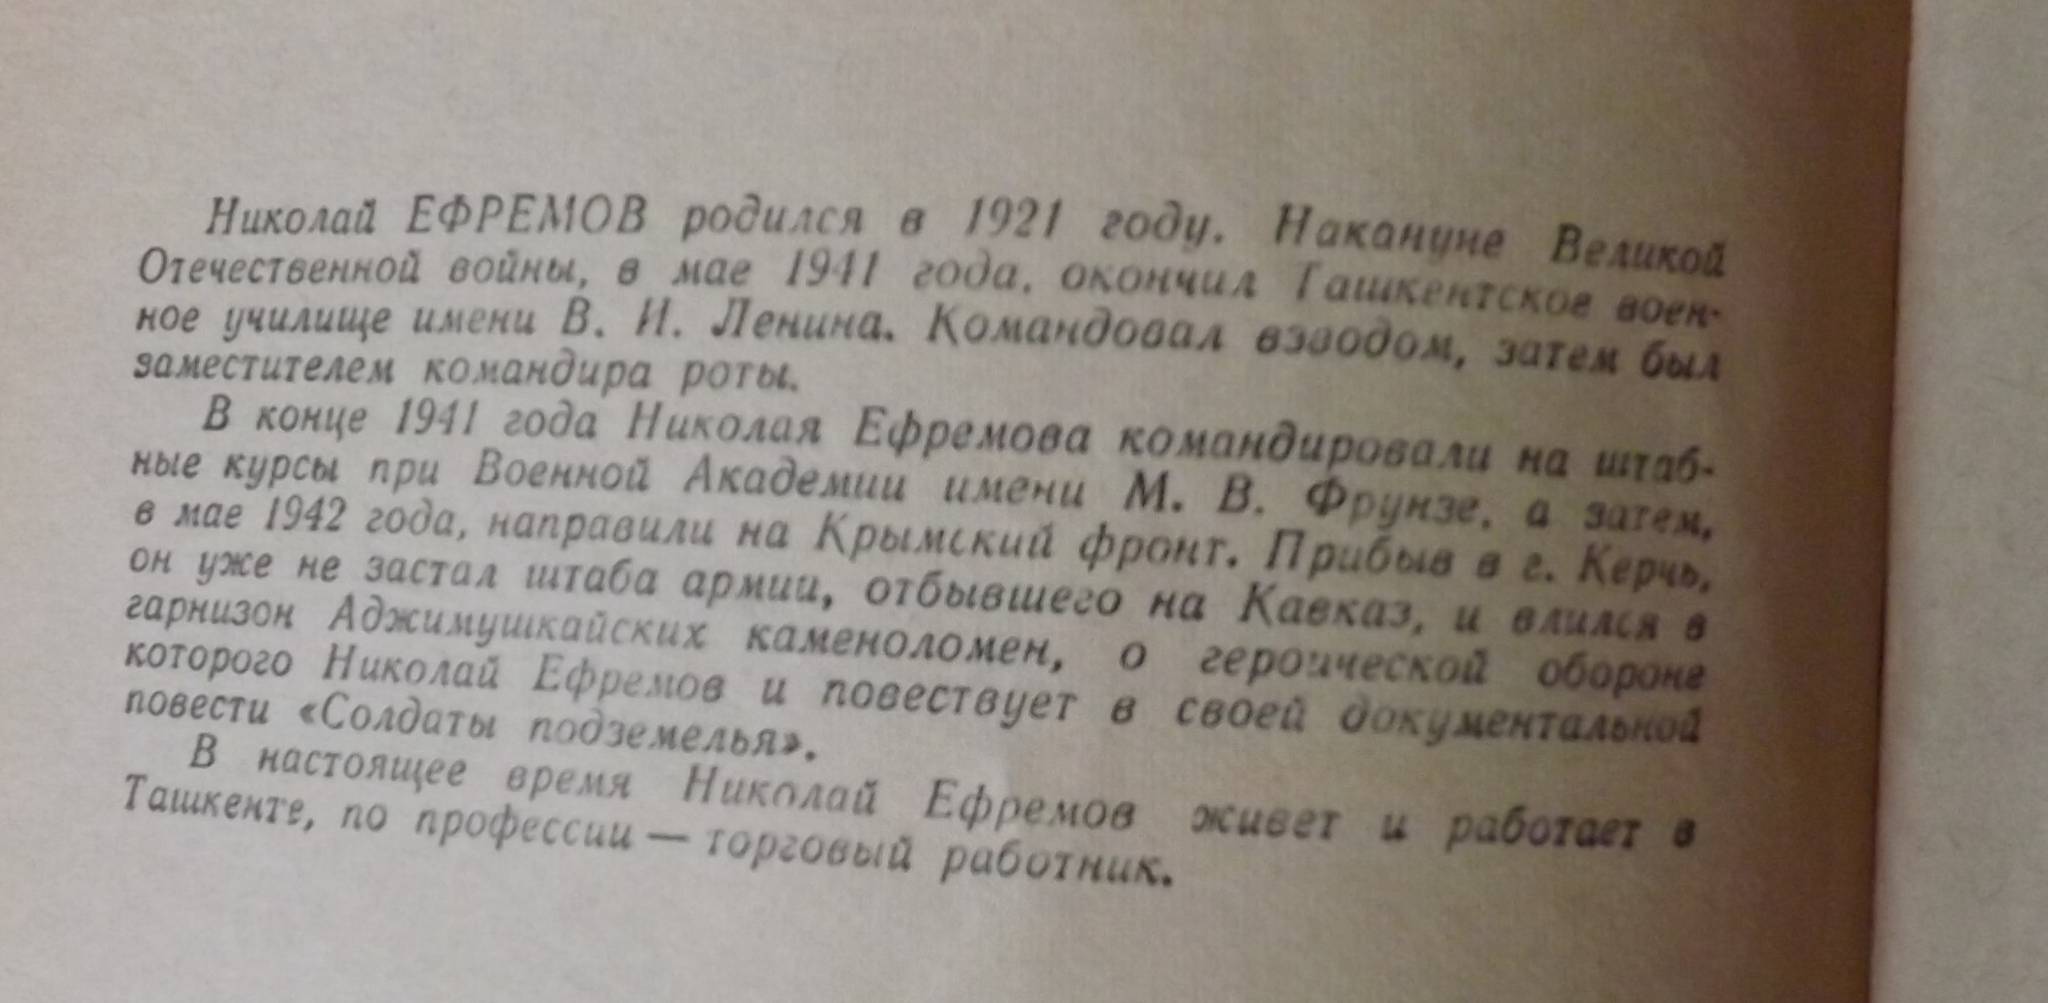 Николай ЕФРЕМОВ родился в 1921 году. Накануне Великой
Отечественной войны, в мае 1941 года, окончил Ташкентское воен-
ное училище имени В. И. Ленина. Командовал взводом, затем был
заместителем командира роты.
В конце 1941 года Николая Ефремова командировали на штаб-
ные курсы при Военной Академии имени М. В. Фрунзе, а затем,
в мае 1942 года, направили на Крымский фронт. Прибыв в г. Керчь,
он уже не застал штаба армии, отбывшего на Кавказ, и влился в
гарнизон Аджимушкайских каменоломен, о героической обороне
которого Николай Ефремов и повествует в своей документальной
повести «Солдаты подземелья».
В настоящее время Николай Ефремов живет и работает в
Ташкенте, по профессии — торговый работник.